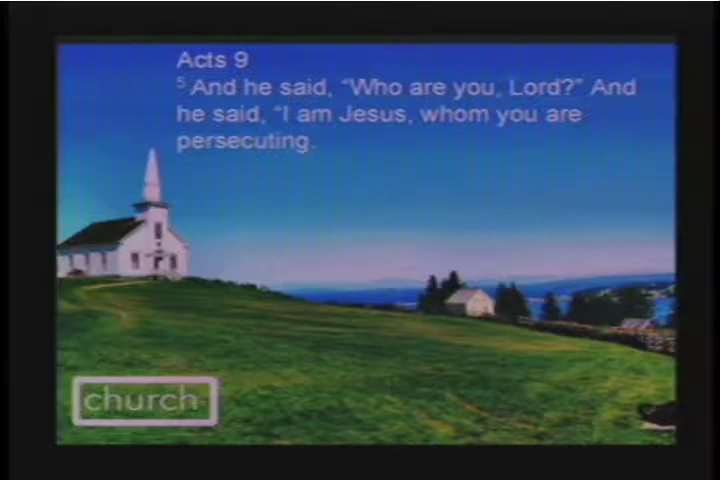 Acts 9
5 And he said, “Who are you, Lord?” And
he said, “I am Jesus, whom you are
persecuting.
church